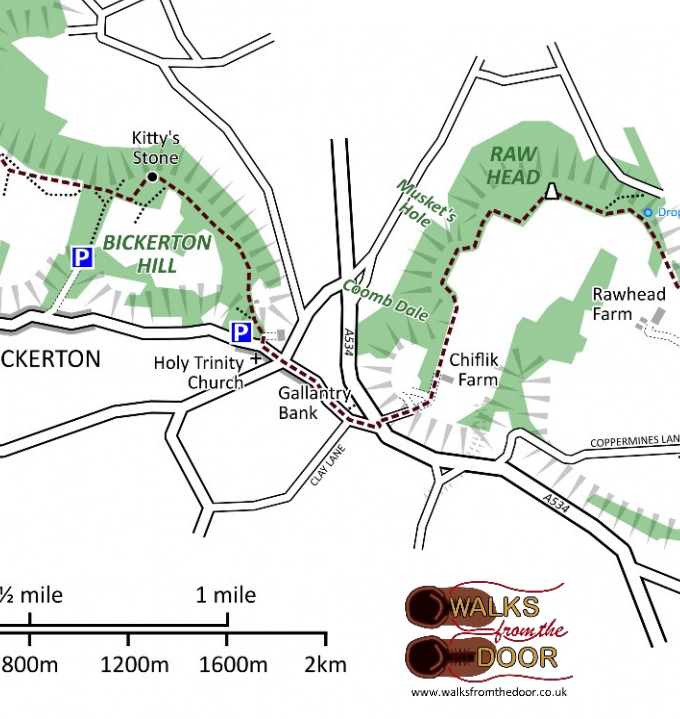 Kitty's
Stone
RAW
HEAD
Musket's
Hole
P
BICKERTON
HILL
Drop
Coomb Dale
Rawhead
Farm
P
A534
CKERTON
Holy Trinity
Church
Chiflik
Farm
Gallantry
Bank
COPPERMINES LAN
CLAY LANE
A534
½ mile
1 mile
800m
1200m
1600m
2km
WALKS
from the
DOOR
www.walksfromthedoor.co.uk